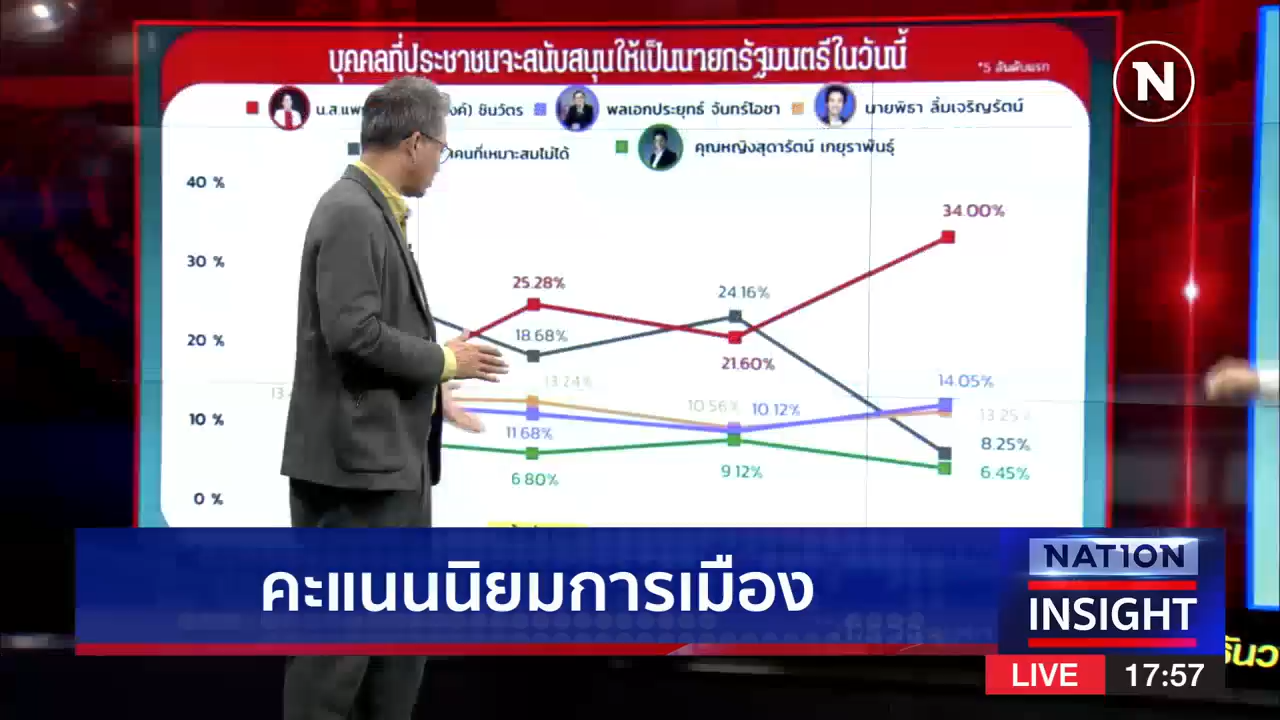 บุคคลที่ประชาชนจะสนับสนุนให้เป็นนายกรัฐมนตรีในวันนี้
*5 อันดับแรก
N
น.ส.แพ งค์) ชินวัตร
พลเอกประยุทธ์ จันทร์โอชา
นายพิธา ลิ้มเจริญรัตน์
คนที่เหมาะสมไม่ได้
คุณหญิงสุดารัตน์ เกยุราพันธุ์
40 %
34.00%
30 %
25.28%
24.16%
20 %
18.68%
21.60%
13.24%
14.05%
10 %
10.56%
10.12%
13.25%
11.68%
8.25%
6.80%
9.12%
6.45%
0 %
คะแนนนิยมการเมือง
NATION
INSIGHT
LIVE 17:57